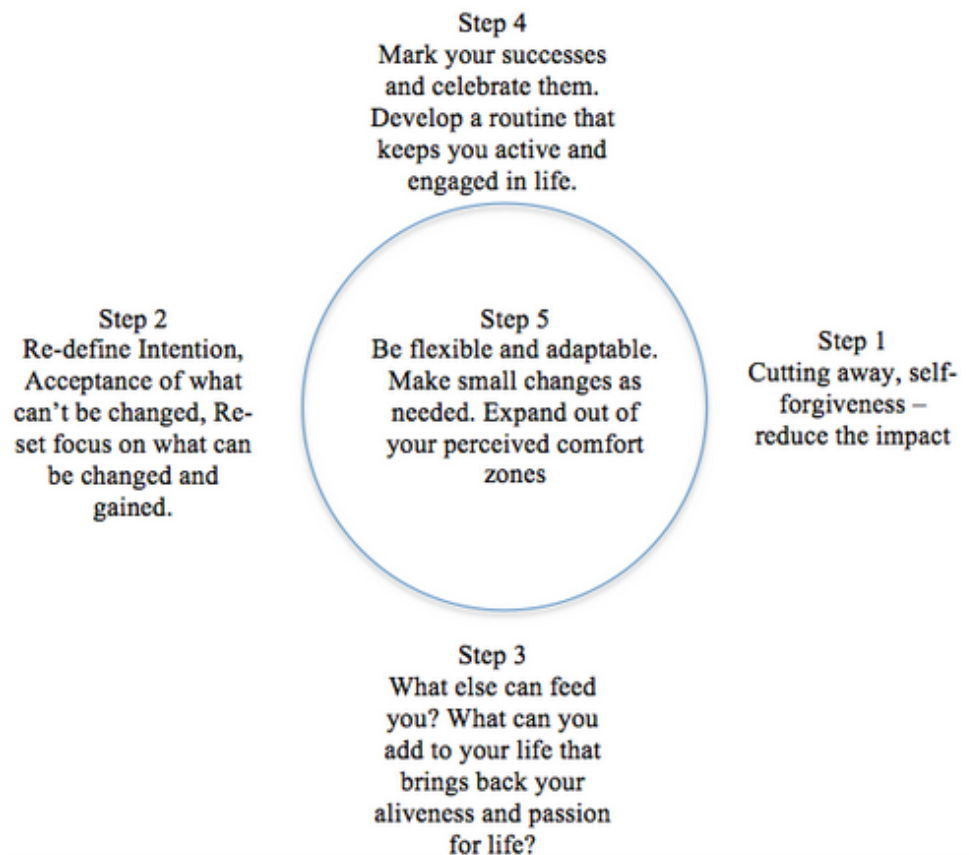 Step 4
Mark your successes
and celebrate them.
Develop a routine that
keeps you active and
engaged in life.
Step 2
Re-define Intention,
Acceptance of what
can't be changed, Re-
set focus on what can
be changed and
gained.
Step 5
Be flexible and adaptable.
Make small changes as
needed. Expand out of
your perceived comfort
zones
Step 1
Cutting away, self-
forgiveness –
reduce the impact
Step 3
What else can feed
you? What can you
add to your life that
brings back your
aliveness and passion
for life?